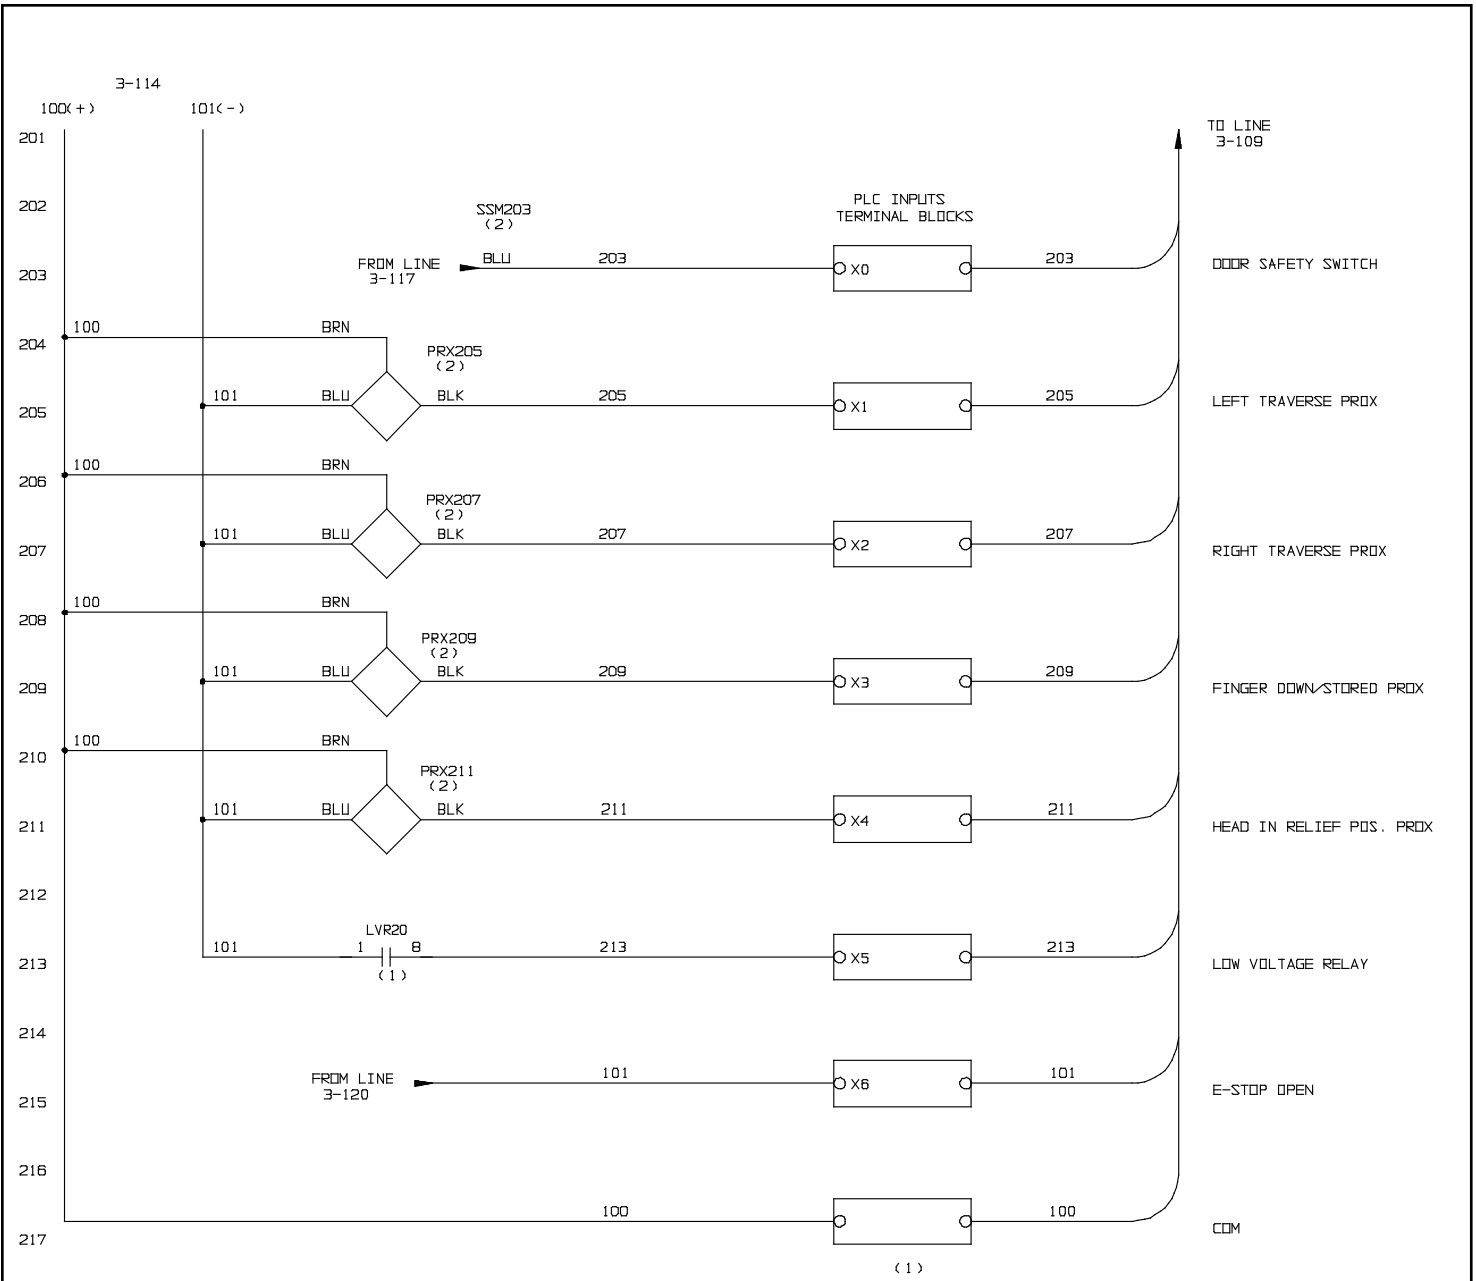 3-114
100(+) 101(-)
201
TO LINE
3-109
202
SSM203
(2)
PLC INPUTS
TERMINAL BLOCKS
203
FROM LINE
3-117
BLU 203 X0 203
DOOR SAFETY SWITCH
204
100 BRN
PRX205
(2)
205
101 BLU BLK 205 X1 205
LEFT TRAVERSE PROX
206
100 BRN
PRX207
(2)
207
101 BLU BLK 207 X2 207
RIGHT TRAVERSE PROX
208
100 BRN
PRX209
(2)
209
101 BLU BLK 209 X3 209
FINGER DOWN/STORED PROX
210
100 BRN
PRX211
(2)
211
101 BLU BLK 211 X4 211
HEAD IN RELIEF POS. PROX
212
LVR20
213
101 1 8 213 X5 213
(1)
LOW VOLTAGE RELAY
214
FROM LINE
3-120
215
101 X6 101
E-STOP OPEN
216
217
100 100
COM
(1)